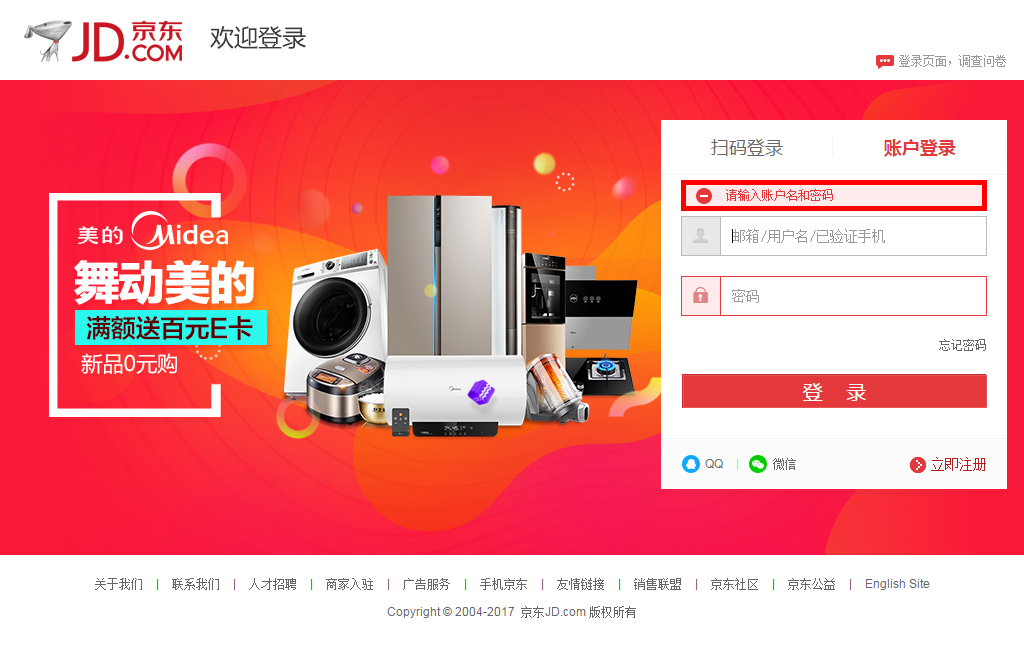 JD.COM 京东
欢迎登录
登录页面，调查问卷
美的 Midea
舞动美的
满额送百元E卡
新品0元购
扫码登录
账户登录
请输入账户名和密码
邮箱/用户名/已验证手机
密码
忘记密码
登 录
QQ | 微信
立即注册
关于我们 | 联系我们 | 人才招聘 | 商家入驻 | 广告服务 | 手机京东 | 友情链接 | 销售联盟 | 京东社区 | 京东公益 | English Site
Copyright © 2004-2017 京东JD.com 版权所有